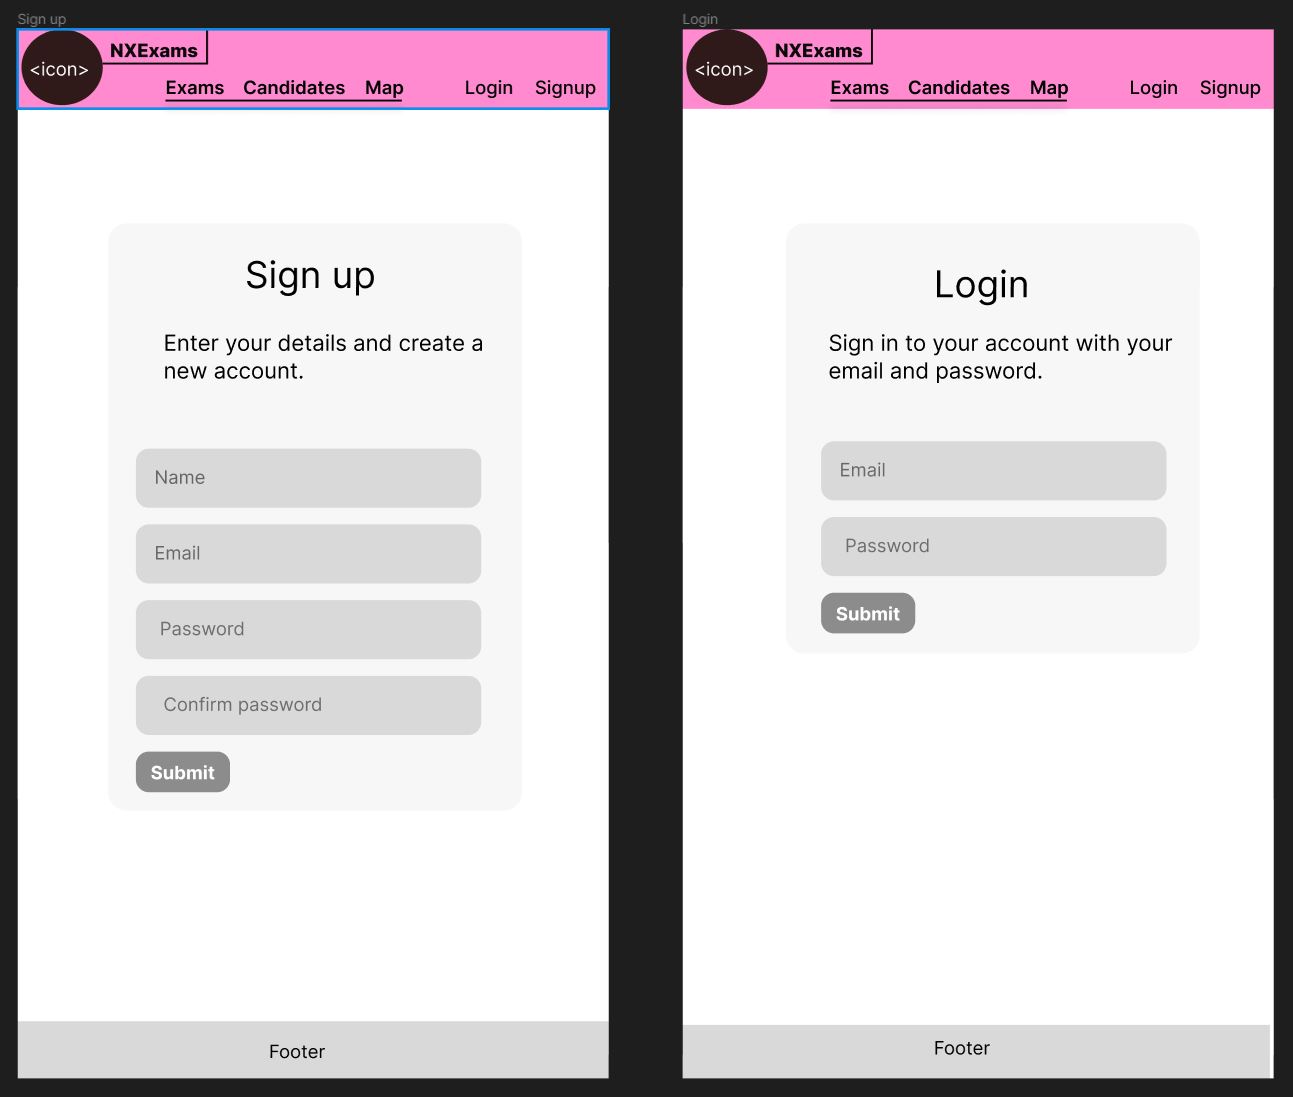 Sign up
NXExams
<icon>
Exams Candidates Map Login Signup
Sign up
Enter your details and create a
new account.
Name
Email
Password
Confirm password
Submit
Footer
Login
NXExams
<icon>
Exams Candidates Map Login Signup
Login
Sign in to your account with your
email and password.
Email
Password
Submit
Footer